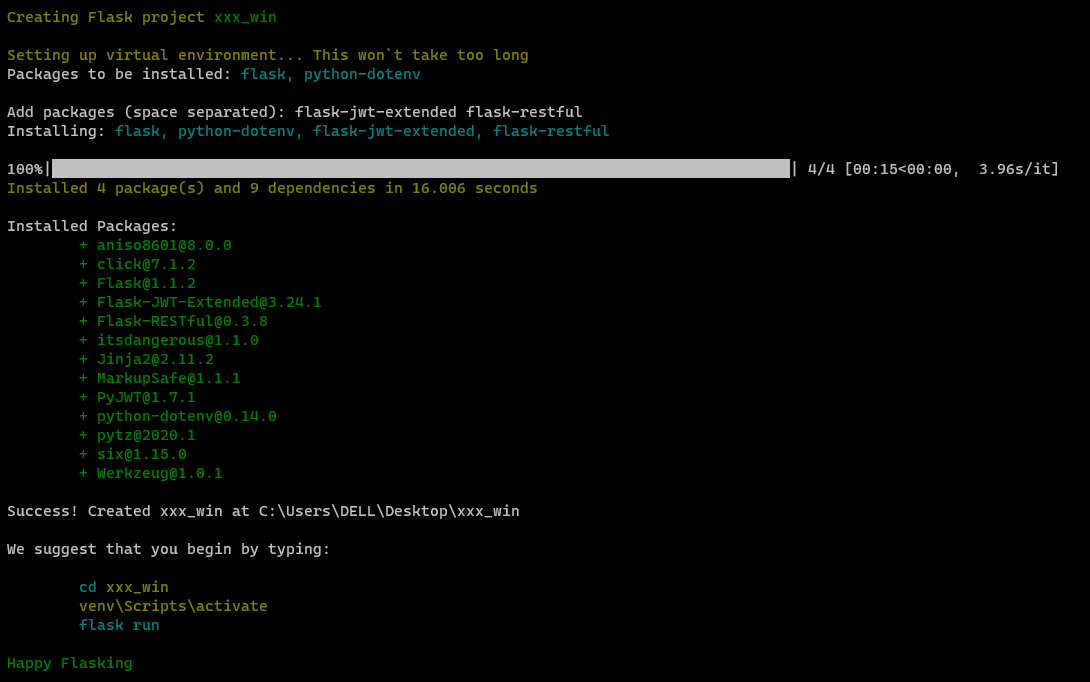 Creating Flask project xxx_win
Setting up virtual environment... This won`t take too long
Packages to be installed: flask, python-dotenv
Add packages (space separated): flask-jwt-extended flask-restful
Installing: flask, python-dotenv, flask-jwt-extended, flask-restful
100%| | 4/4 [00:15<00:00,  3.96s/it]
Installed 4 package(s) and 9 dependencies in 16.006 seconds
Installed Packages:
+ aniso8601@8.0.0
+ click@7.1.2
+ Flask@1.1.2
+ Flask-JWT-Extended@3.24.1
+ Flask-RESTful@0.3.8
+ itsdangerous@1.1.0
+ Jinja2@2.11.2
+ MarkupSafe@1.1.1
+ PyJWT@1.7.1
+ python-dotenv@0.14.0
+ pytz@2020.1
+ six@1.15.0
+ Werkzeug@1.0.1
Success! Created xxx_win at C:\Users\DELL\Desktop\xxx_win
We suggest that you begin by typing:
cd xxx_win
venv\Scripts\activate
flask run
Happy Flasking